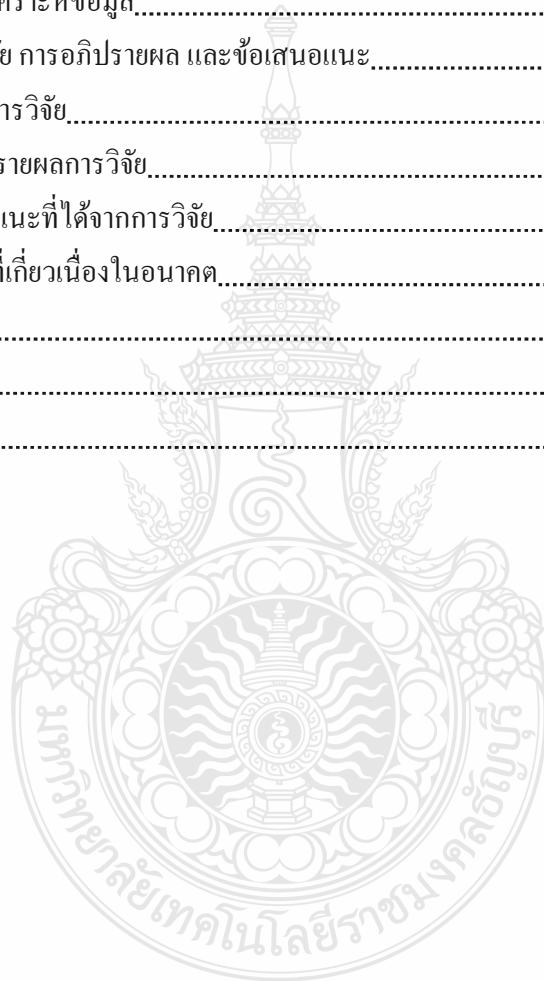 คราะห์ข้อมูล
ัย การอภิปรายผล และข้อเสนอแนะ
ารวิจัย
รายผลการวิจัย
แนะที่ได้จากการวิจัย
ที่เกี่ยวเนื่องในอนาคต
มหาวิทยาลัยเทคโนโลยีราชมงคลธัญบุรี